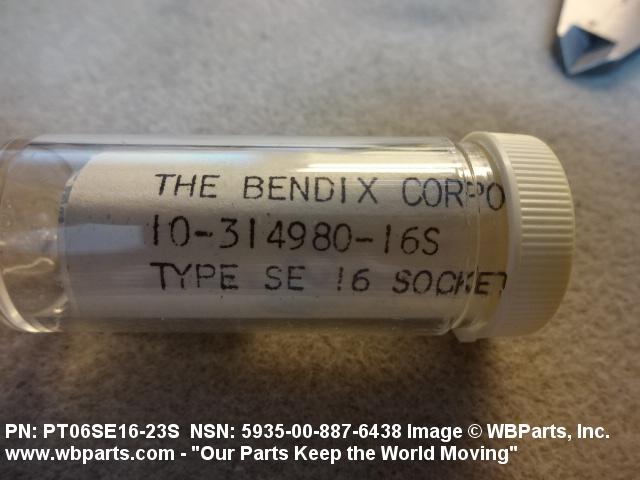 THE BENDIX CORPO
10-314980-16S
TYPE SE 16 SOCKET
PN: PT06SE16-23S NSN: 5935-00-887-6438 Image © WBParts, Inc.
www.wbparts.com - "Our Parts Keep the World Moving"